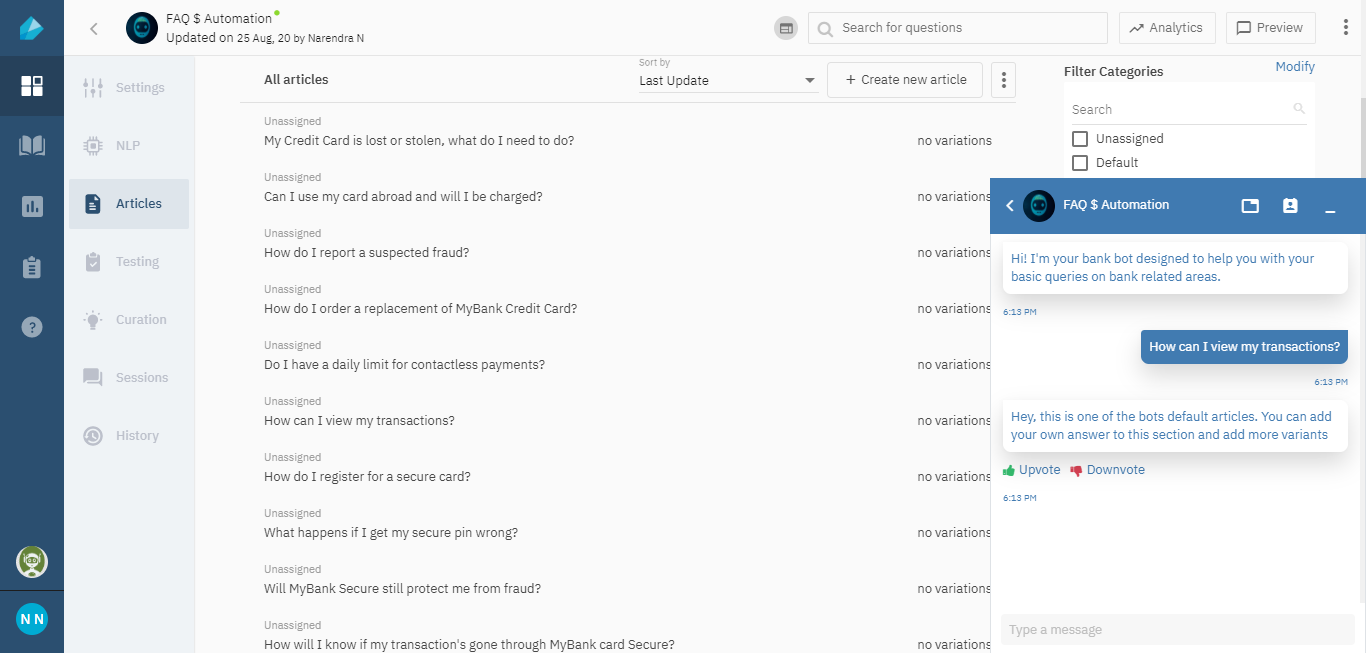 FAQ $ Automation
Updated on 25 Aug, 20 by Narendra N
Search for questions
Analytics
Preview
Settings
NLP
Articles
Testing
Curation
Sessions
History
N N
All articles
Sort by
Last Update
+ Create new article
Unassigned
My Credit Card is lost or stolen, what do I need to do?
no variations
Unassigned
Can I use my card abroad and will I be charged?
no variations
Unassigned
How do I report a suspected fraud?
no variations
Unassigned
How do I order a replacement of MyBank Credit Card?
no variations
Unassigned
Do I have a daily limit for contactless payments?
no variations
Unassigned
How can I view my transactions?
no variations
Unassigned
How do I register for a secure card?
no variations
Unassigned
What happens if I get my secure pin wrong?
no variations
Unassigned
Will MyBank Secure still protect me from fraud?
no variations
Unassigned
How will I know if my transaction's gone through MyBank card Secure?
no variations
Filter Categories
Modify
Search
Unassigned
Default
FAQ $ Automation
Hi! I'm your bank bot designed to help you with your
basic queries on bank related areas.
6:13 PM
How can I view my transactions?
6:13 PM
Hey, this is one of the bots default articles. You can add
your own answer to this section and add more variants
Upvote
Downvote
6:13 PM
Type a message